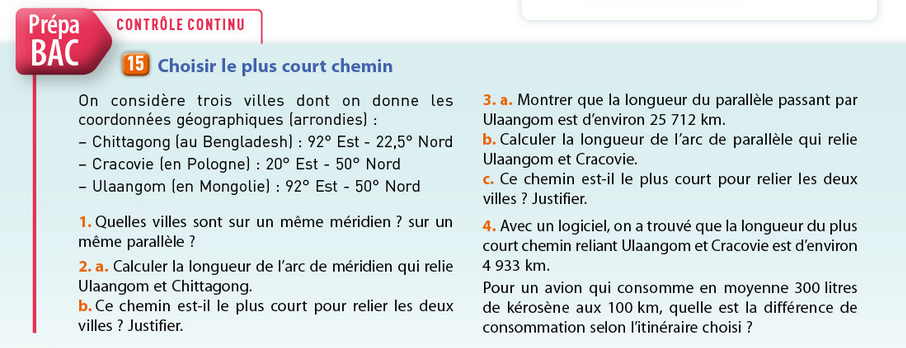 Prépa
BAC
CONTRÔLE CONTINU
15 Choisir le plus court chemin
On considère trois villes dont on donne les
coordonnées géographiques (arrondies) :
– Chittagong (au Bengladesh) : 92° Est - 22,5° Nord
– Cracovie (en Pologne) : 20° Est - 50° Nord
– Ulaangom (en Mongolie) : 92° Est - 50° Nord
1. Quelles villes sont sur un même méridien ? sur un
même parallèle ?
2. a. Calculer la longueur de l’arc de méridien qui relie
Ulaangom et Chittagong.
b. Ce chemin est-il le plus court pour relier les deux
villes ? Justifier.
3. a. Montrer que la longueur du parallèle passant par
Ulaangom est d’environ 25 712 km.
b. Calculer la longueur de l’arc de parallèle qui relie
Ulaangom et Cracovie.
c. Ce chemin est-il le plus court pour relier les deux
villes ? Justifier.
4. Avec un logiciel, on a trouvé que la longueur du plus
court chemin reliant Ulaangom et Cracovie est d’environ
4 933 km.
Pour un avion qui consomme en moyenne 300 litres
de kérosène aux 100 km, quelle est la différence de
consommation selon l’itinéraire choisi ?